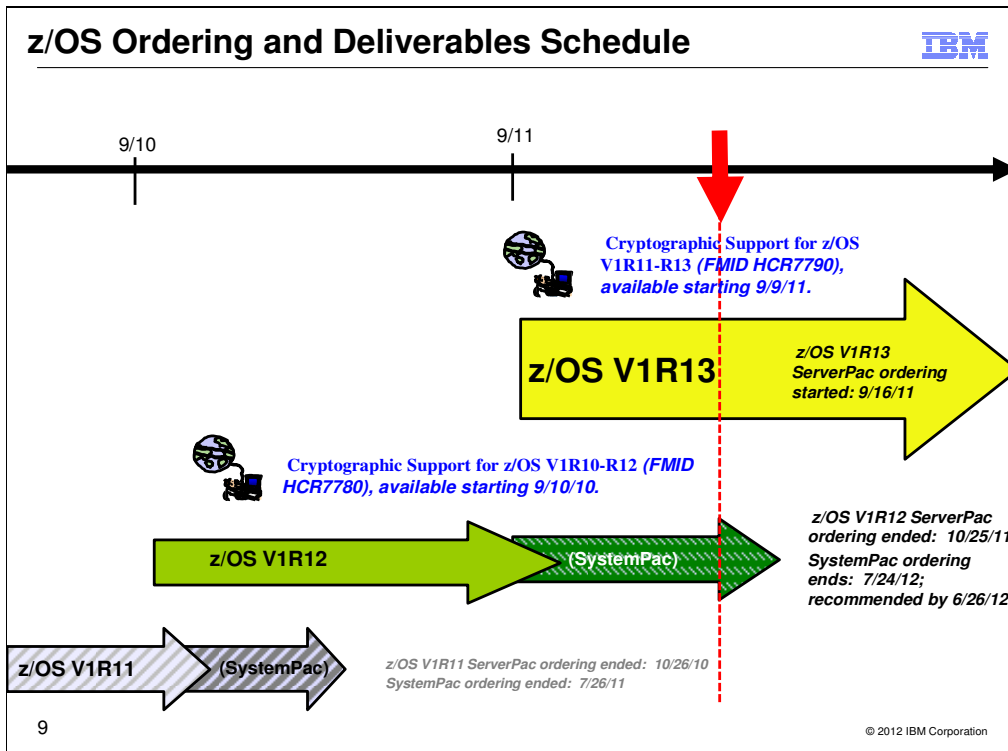 z/OS Ordering and Deliverables Schedule
IBM
9/10
9/11
Cryptographic Support for z/OS
V1R11-R13 (FMID HCR7790),
available starting 9/9/11.
z/OS V1R13
z/OS V1R13
ServerPac ordering
started: 9/16/11
Cryptographic Support for z/OS V1R10-R12 (FMID
HCR7780), available starting 9/10/10.
z/OS V1R12
(SystemPac)
z/OS V1R12 ServerPac
ordering ended: 10/25/11
SystemPac ordering
ends: 7/24/12;
recommended by 6/26/12
z/OS V1R11
(SystemPac)
z/OS V1R11 ServerPac ordering ended: 10/26/10
SystemPac ordering ended: 7/26/11
9
© 2012 IBM Corporation